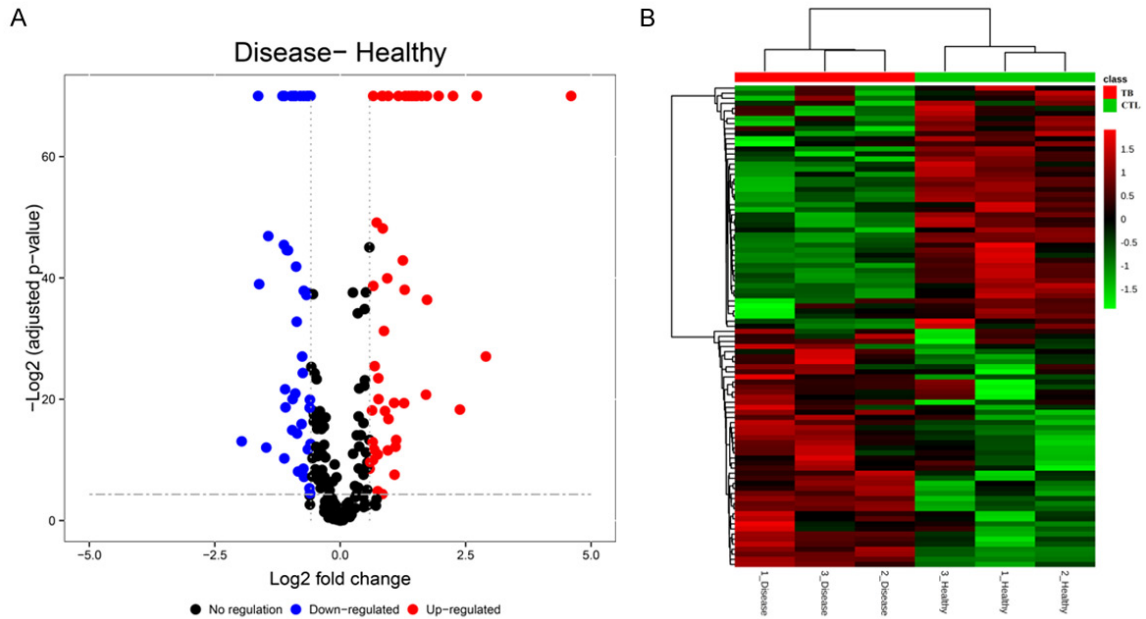 A
Disease− Healthy
−Log2 (adjusted p-value)
60
40
20
0
−5.0 −2.5 0.0 2.5 5.0
Log2 fold change
No regulation Down-regulated Up-regulated
B
class
TB
CTL
1.5
1
0.5
0
-0.5
-1
-1.5
1_Disease
3_Disease
2_Disease
3_Healthy
1_Healthy
2_Healthy